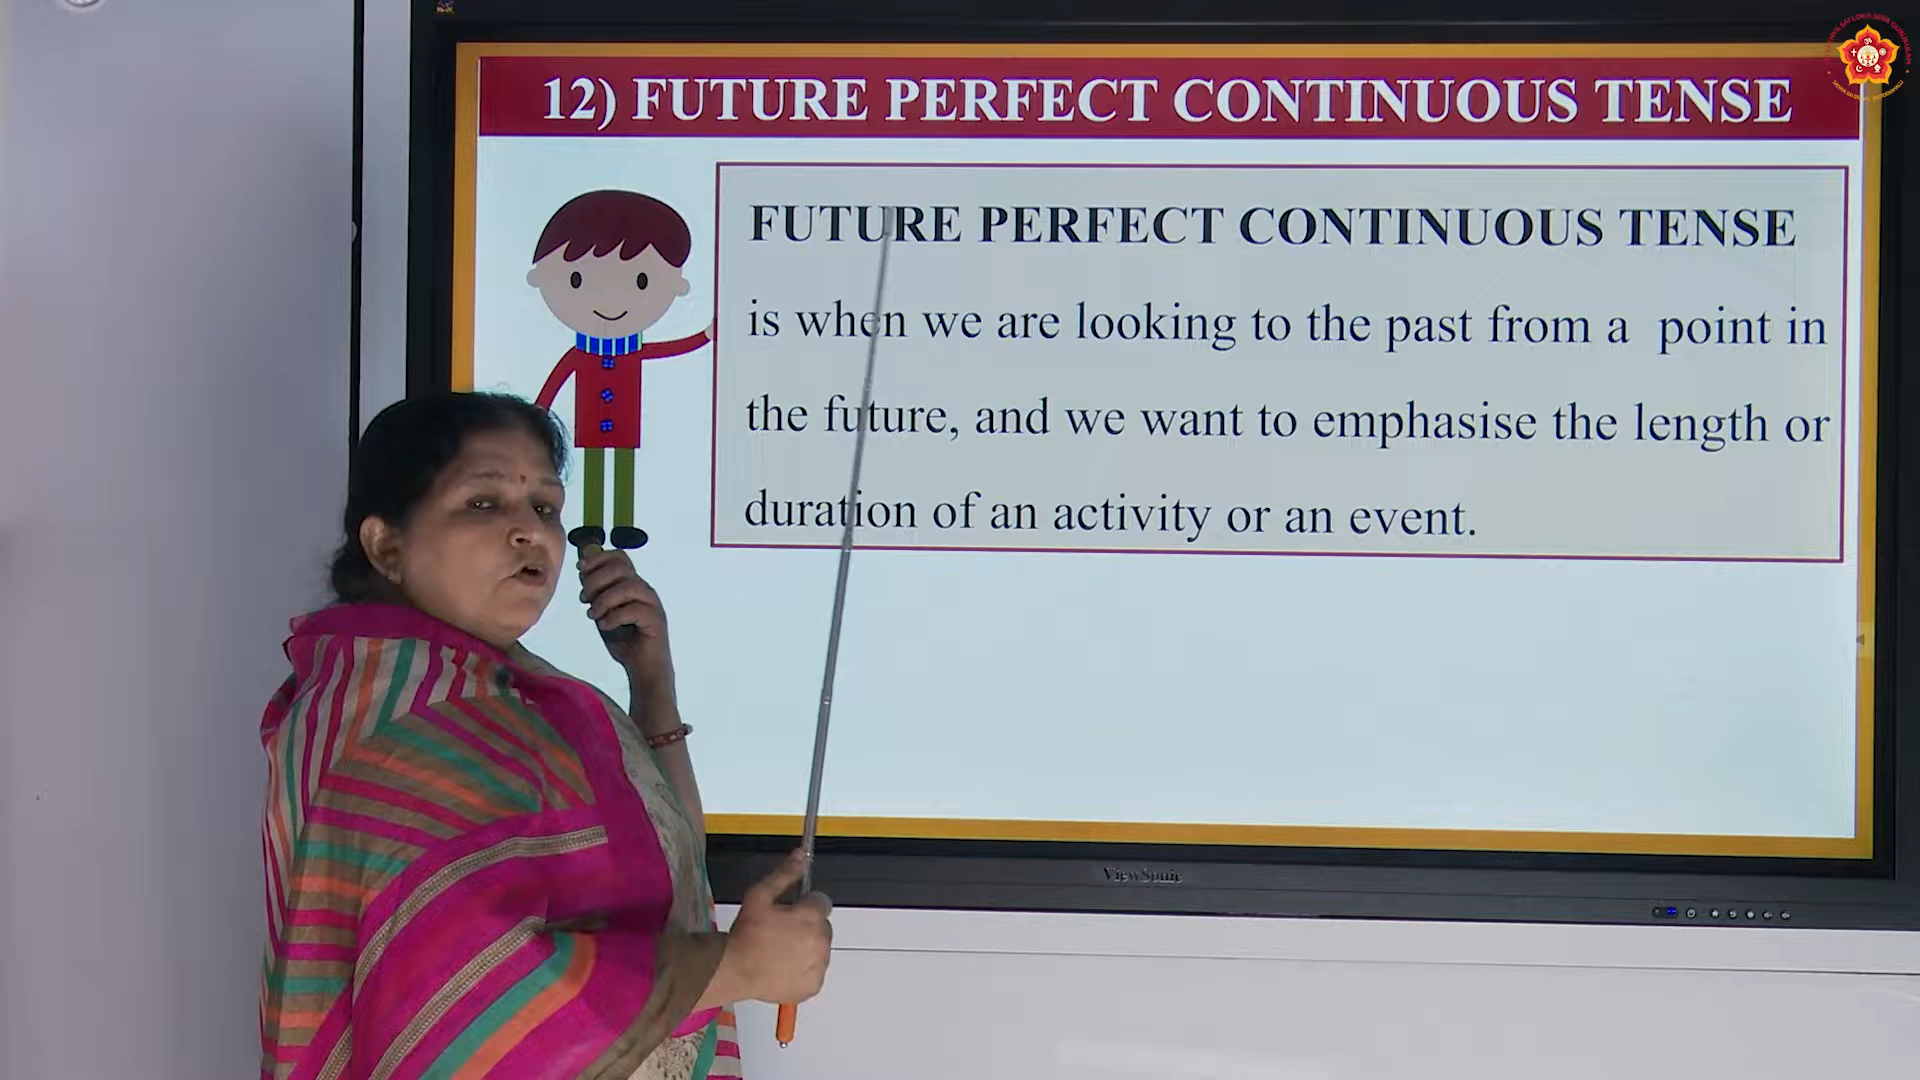 12) FUTURE PERFECT CONTINUOUS TENSE
FUTURE PERFECT CONTINUOUS TENSE
is when we are looking to the past from a point in
the future, and we want to emphasise the length or
duration of an activity or an event.
ViewSonic